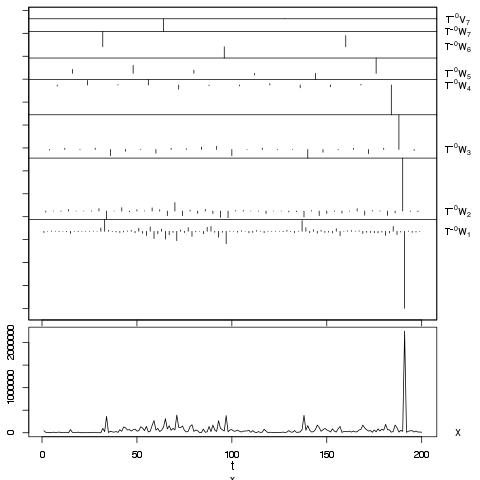 T⁻⁰V₇
T⁻⁰W₇
T⁻⁰W₆
T⁻⁰W₅
T⁻⁰W₄
T⁻⁰W₃
T⁻⁰W₂
T⁻⁰W₁
2000000
1000000
0
X
0 50 100 150 200
t
x